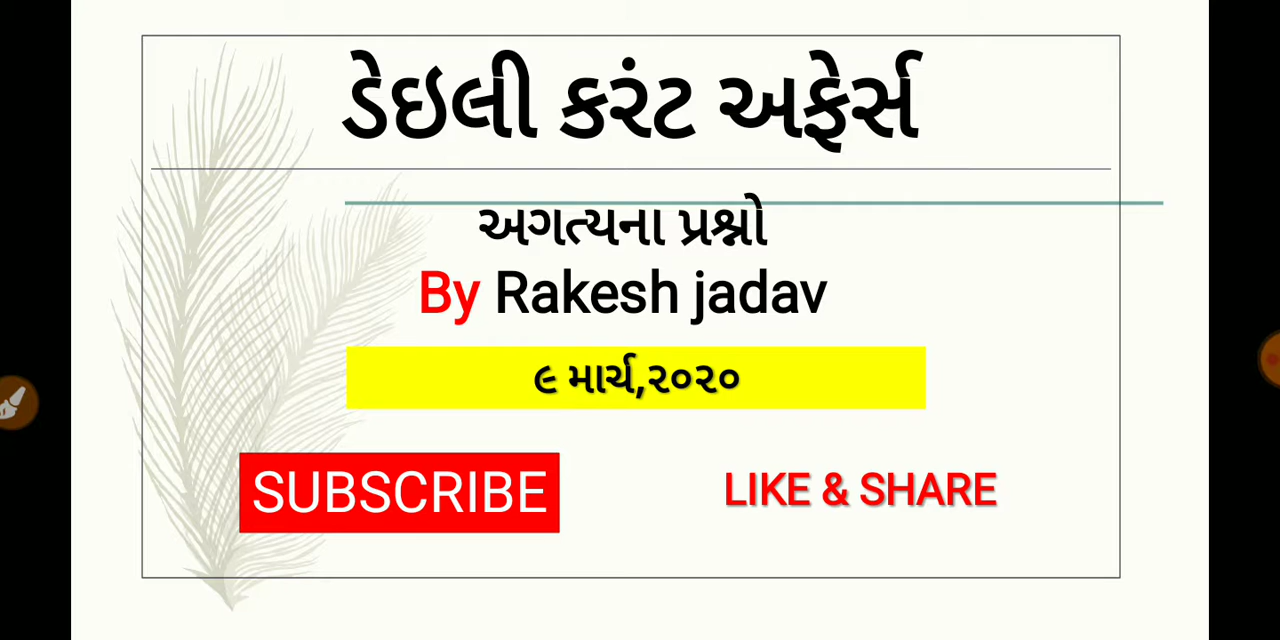 ડેઇલી કરંટ અફેર્સ
અગત્યના પ્રશ્નો
By Rakesh jadav
૯ માર્ચ,૨૦૨૦
SUBSCRIBE
LIKE & SHARE